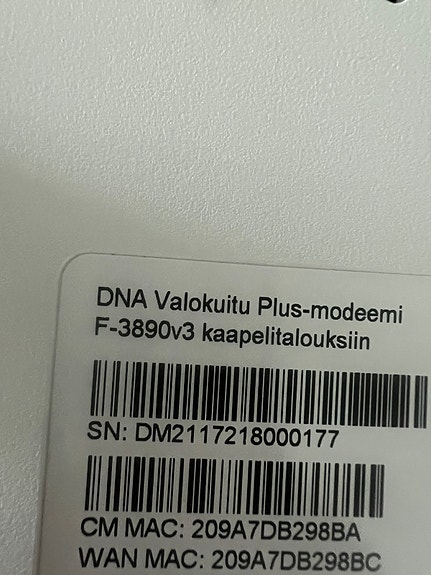 DNA Valokuitu Plus-modeemi
F-3890v3 kaapelitalouksiin
SN: DM2117218000177
CM MAC: 209A7DB298BA
WAN MAC: 209A7DB298BC